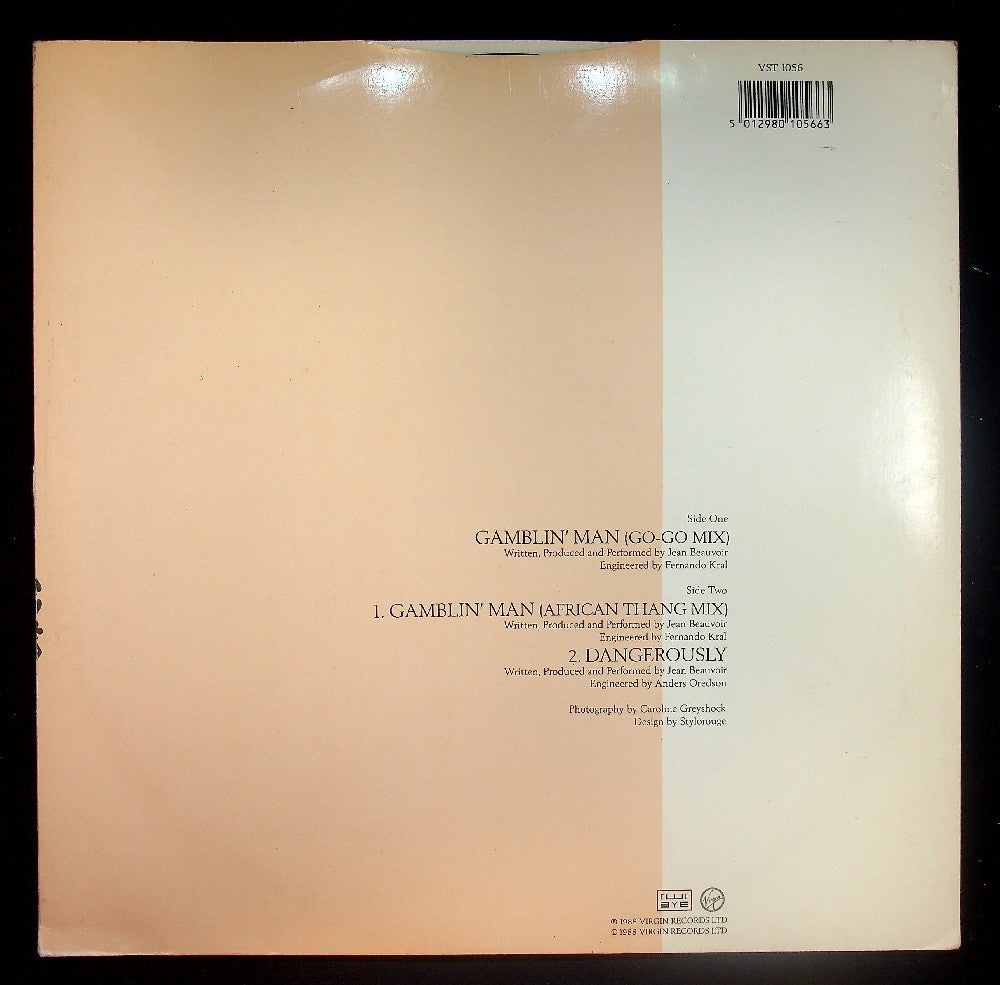 VST 1056
5 012980 105663
Side One
GAMBLIN' MAN (GO-GO MIX)
Written, Produced and Performed by Jean Beauvoir
Engineered by Fernando Kral
Side Two
1. GAMBLIN' MAN (AFRICAN THANG MIX)
Written, Produced and Performed by Jean Beauvoir
Engineered by Fernando Kral
2. DANGEROUSLY
Written, Produced and Performed by Jean Beauvoir
Engineered by Anders Oredson
Photography by Caroline Greyshock
Design by Stylorouge
Virgin
℗ 1988 VIRGIN RECORDS LTD
© 1988 VIRGIN RECORDS LTD